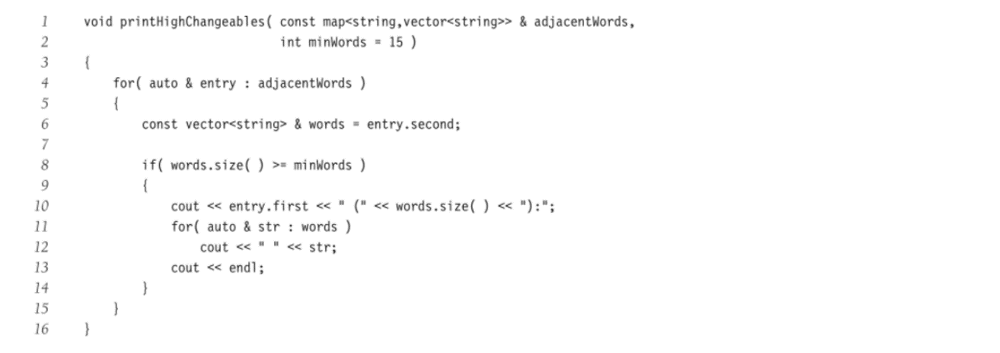 1 void printHighChangeables( const map<string,vector<string>> & adjacentWords,
2 int minWords = 15 )
3 {
4 for( auto & entry : adjacentWords )
5 {
6 const vector<string> & words = entry.second;
7
8 if( words.size( ) >= minWords )
9 {
10 cout << entry.first << " (" << words.size( ) << "):";
11 for( auto & str : words )
12 cout << " " << str;
13 cout << endl;
14 }
15 }
16 }